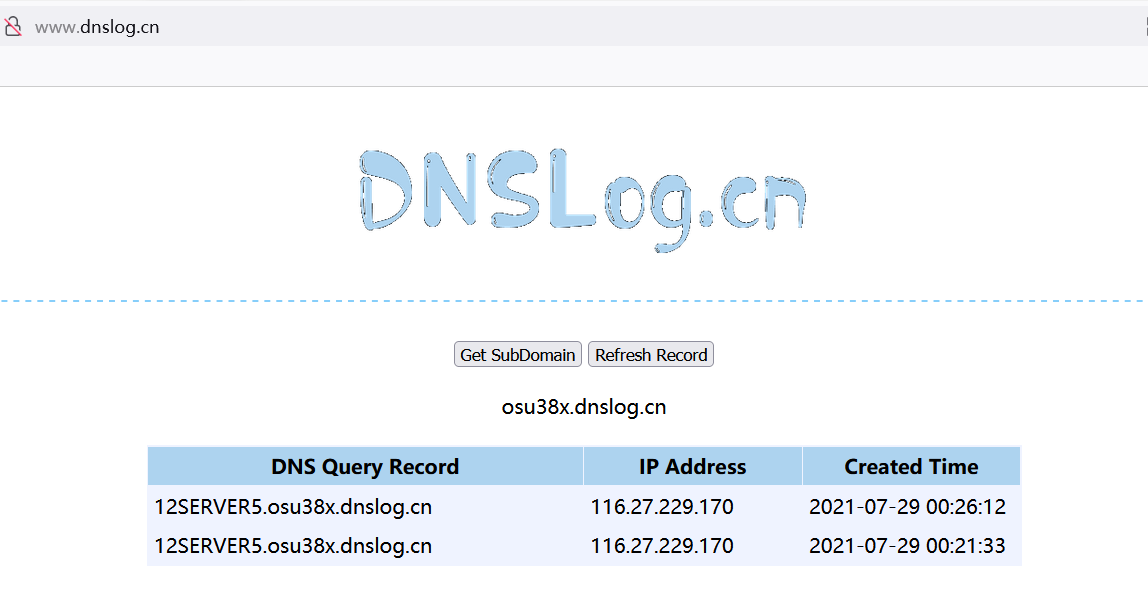 www.dnslog.cn
DNSLog.cn
Get SubDomain Refresh Record
osu38x.dnslog.cn
DNS Query Record IP Address Created Time
12SERVER5.osu38x.dnslog.cn 116.27.229.170 2021-07-29 00:26:12
12SERVER5.osu38x.dnslog.cn 116.27.229.170 2021-07-29 00:21:33